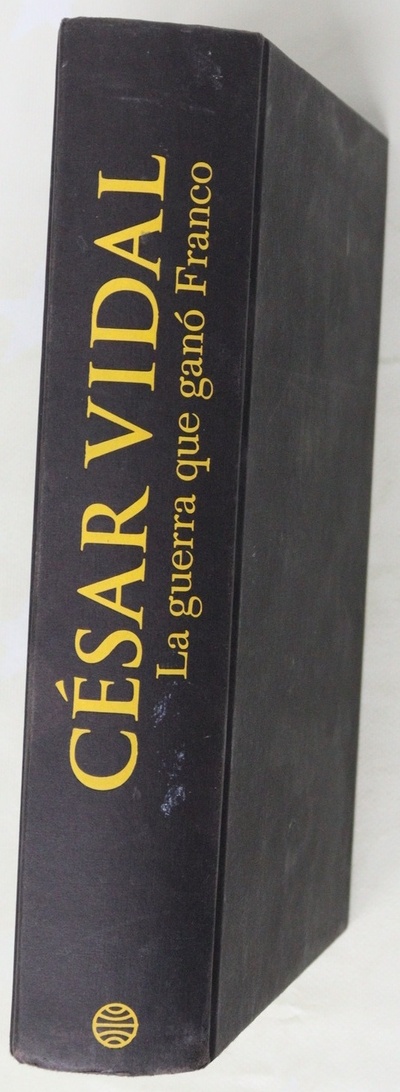 CÉSAR VIDAL
La guerra que ganó Franco